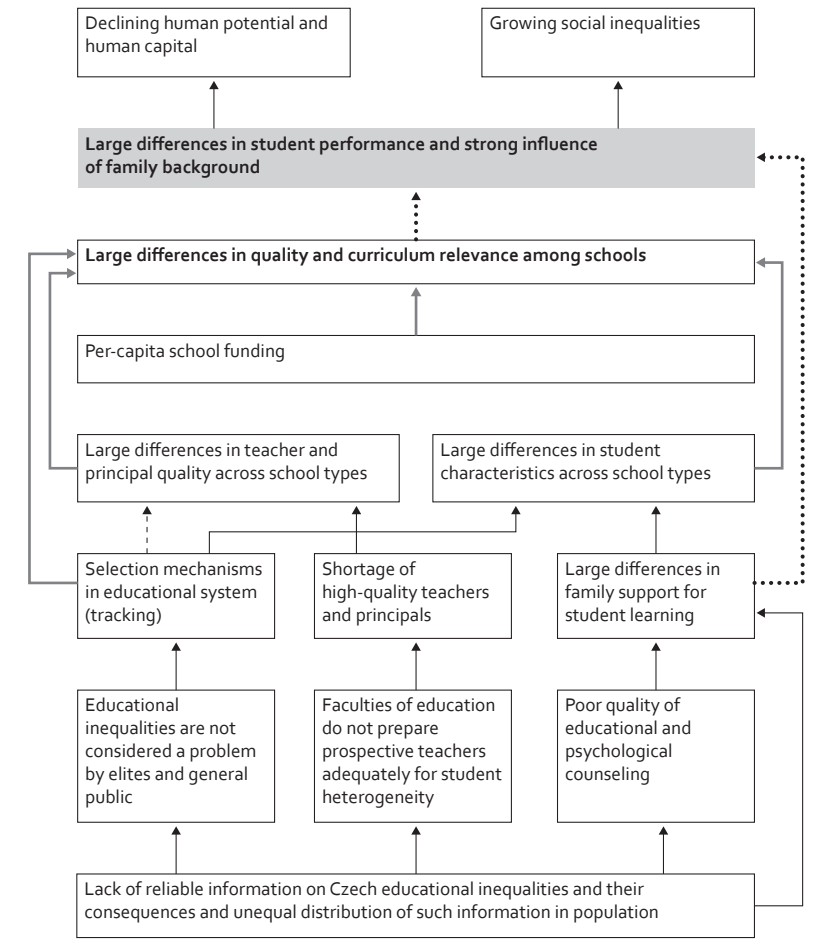 Declining human potential and
human capital
Growing social inequalities
Large differences in student performance and strong influence
of family background
Large differences in quality and curriculum relevance among schools
Per-capita school funding
Large differences in teacher and
principal quality across school types
Large differences in student
characteristics across school types
Selection mechanisms
in educational system
(tracking)
Shortage of
high-quality teachers
and principals
Large differences in
family support for
student learning
Educational
inequalities are not
considered a problem
by elites and general
public
Faculties of education
do not prepare
prospective teachers
adequately for student
heterogeneity
Poor quality of
educational and
psychological
counseling
Lack of reliable information on Czech educational inequalities and their
consequences and unequal distribution of such information in population